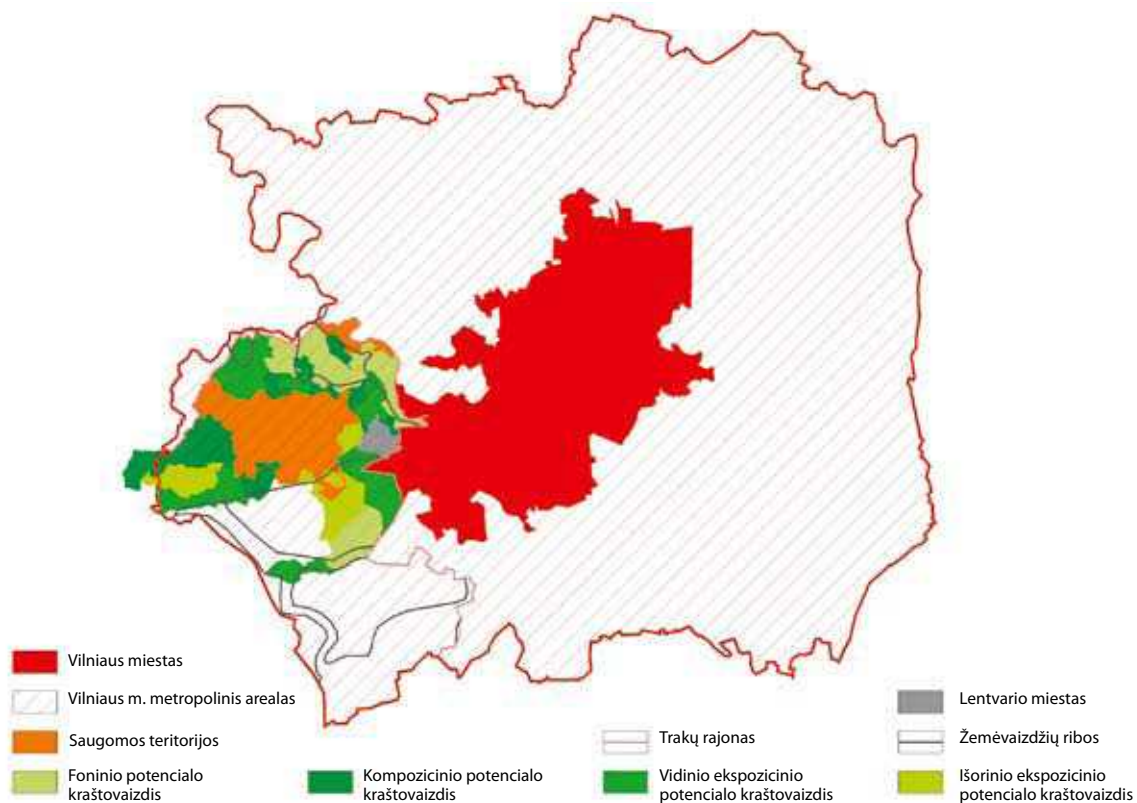 Vilniaus miestas
Vilniaus m. metropolinis arealas
Lentvario miestas
Saugomos teritorijos
Trakų rajonas
Žemėvaizdžių ribos
Foninio potencialo
kraštovaizdis
Kompozicinio potencialo
kraštovaizdis
Vidinio ekspozicinio
potencialo kraštovaizdis
Išorinio ekspozicinio
potencialo kraštovaizdis